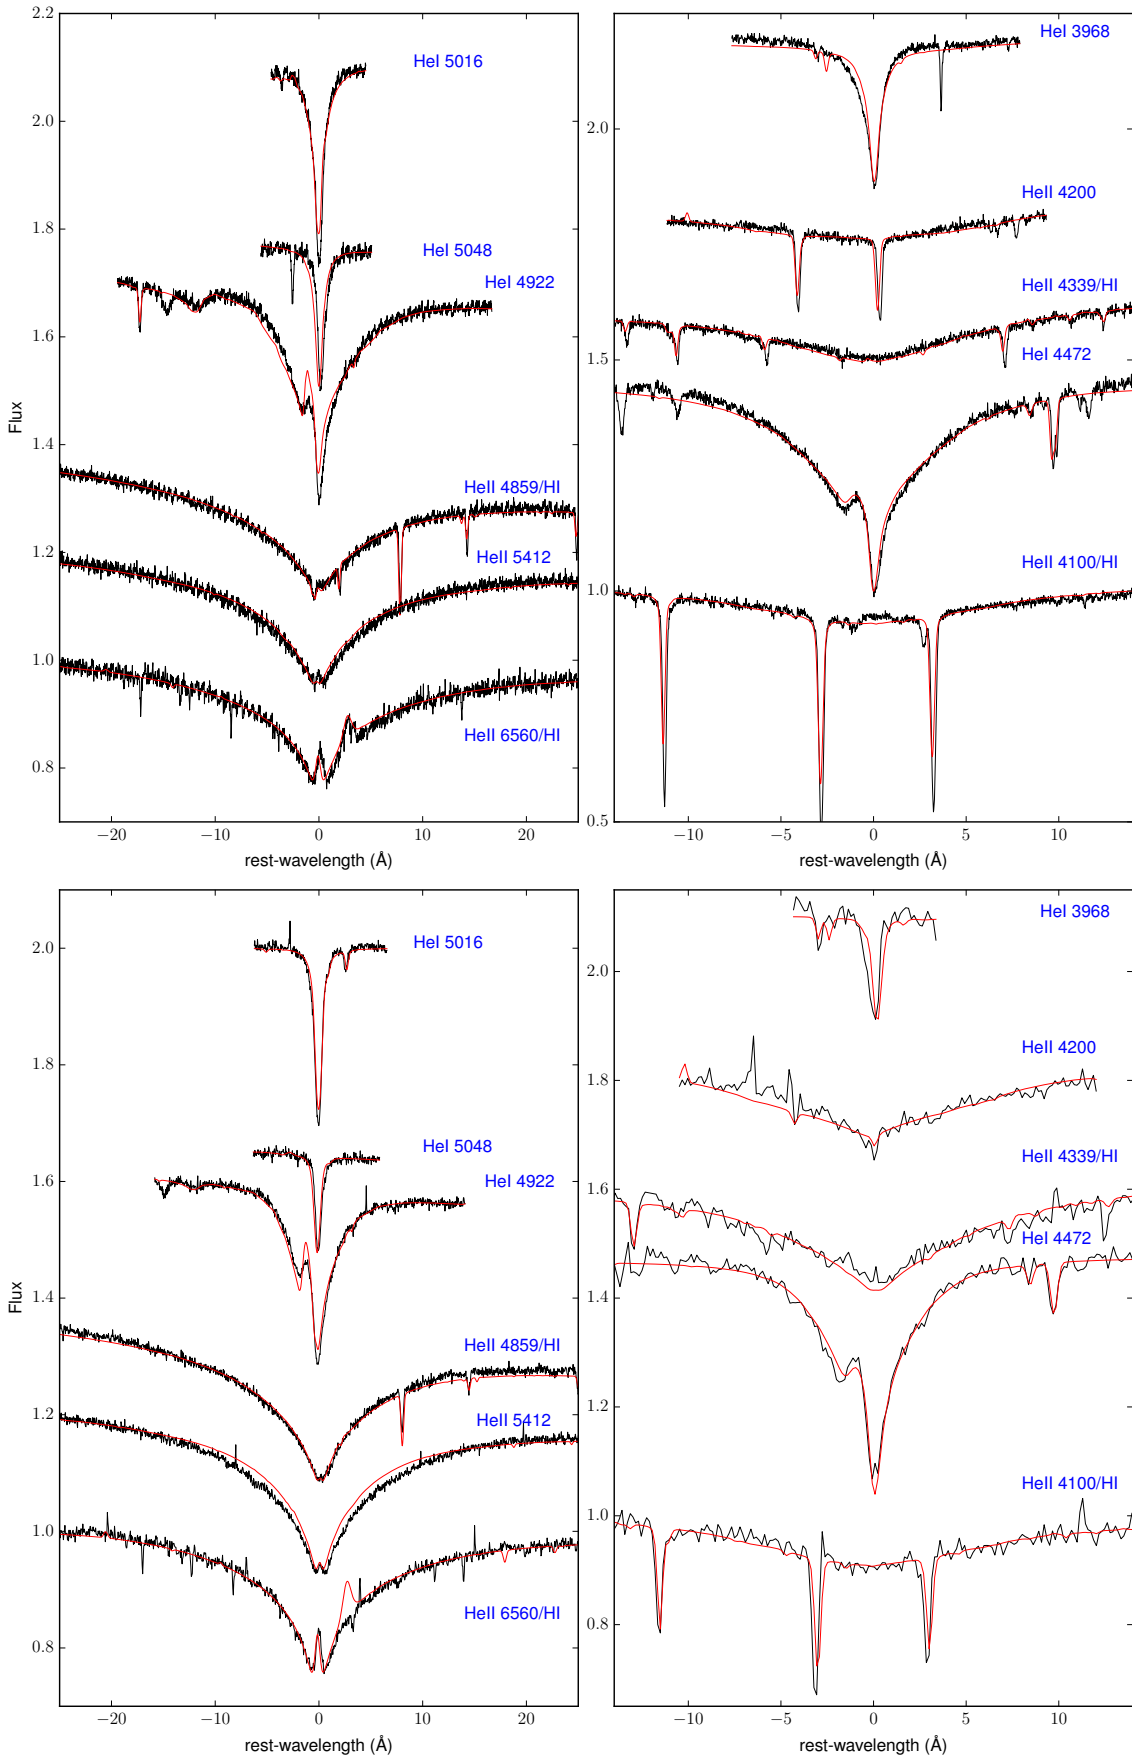 2.2
2.0
1.8
1.6
1.4
1.2
1.0
0.8
Flux
HeI 5016
HeI 5048
HeI 4922
HeII 4859/HI
HeII 5412
HeII 6560/HI
−20 −10 0 10 20
rest-wavelength (Å)
2.0
1.5
1.0
0.5
HeI 3968
HeII 4200
HeII 4339/HI
HeI 4472
HeII 4100/HI
−10 −5 0 5 10
rest-wavelength (Å)
2.0
1.8
1.6
1.4
1.2
1.0
0.8
Flux
HeI 5016
HeI 5048
HeI 4922
HeII 4859/HI
HeII 5412
HeII 6560/HI
−20 −10 0 10 20
rest-wavelength (Å)
2.0
1.8
1.6
1.4
1.2
1.0
0.8
HeI 3968
HeII 4200
HeII 4339/HI
HeI 4472
HeII 4100/HI
−10 −5 0 5 10
rest-wavelength (Å)